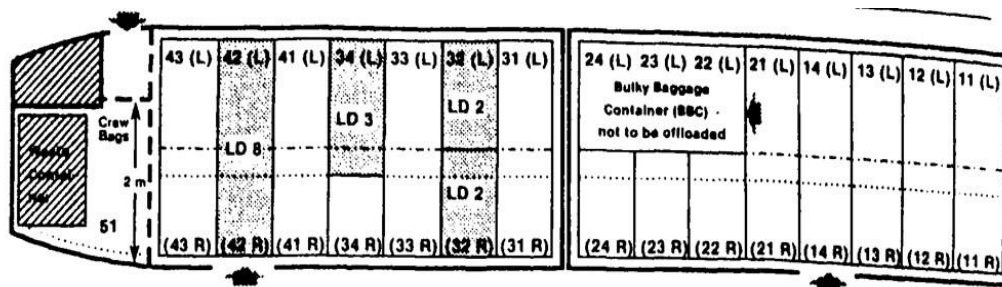 43 (L) 42 (L) 41 (L) 34 (L) 33 (L) 32 (L) 31 (L) 24 (L) 23 (L) 22 (L) 21 (L) 14 (L) 13 (L) 12 (L) 11 (L)
Bulky Baggage
Container (BBC)
not to be offloaded
LD 2
LD 3
Crew
Bags
LD 8
2 m
LD 2
51
(43 R) (42 R) (41 R) (34 R) (33 R) (32 R) (31 R) (24 R) (23 R) (22 R) (21 R) (14 R) (13 R) (12 R) (11 R)